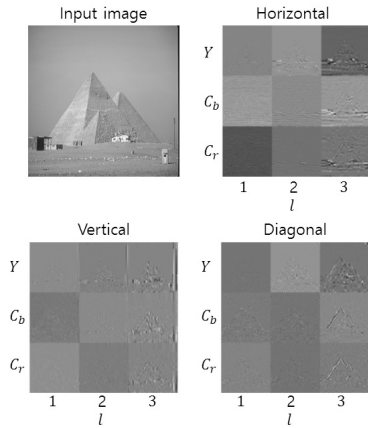 Input image
Horizontal
Y
C_b
C_r
1 2 3
l
Vertical
Diagonal
Y
C_b
C_r
1 2 3
l
Y
C_b
C_r
1 2 3
l